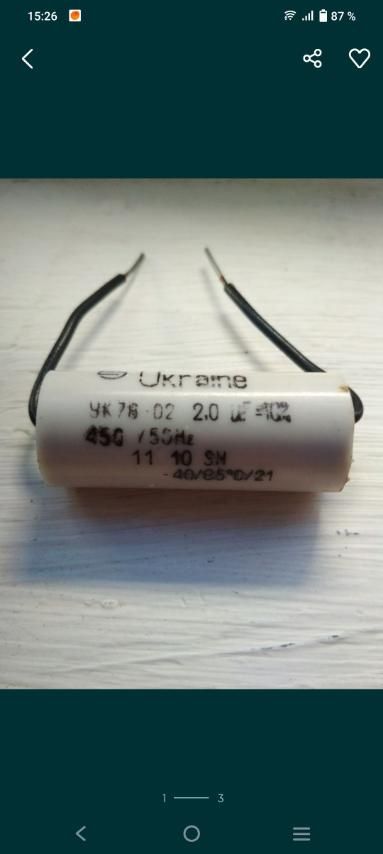 15:26 87 %
Ukraine
УК78-02 2.0 uF ±10%
450 /50Hz
11 10 SH
-40/85°C/21
1 3